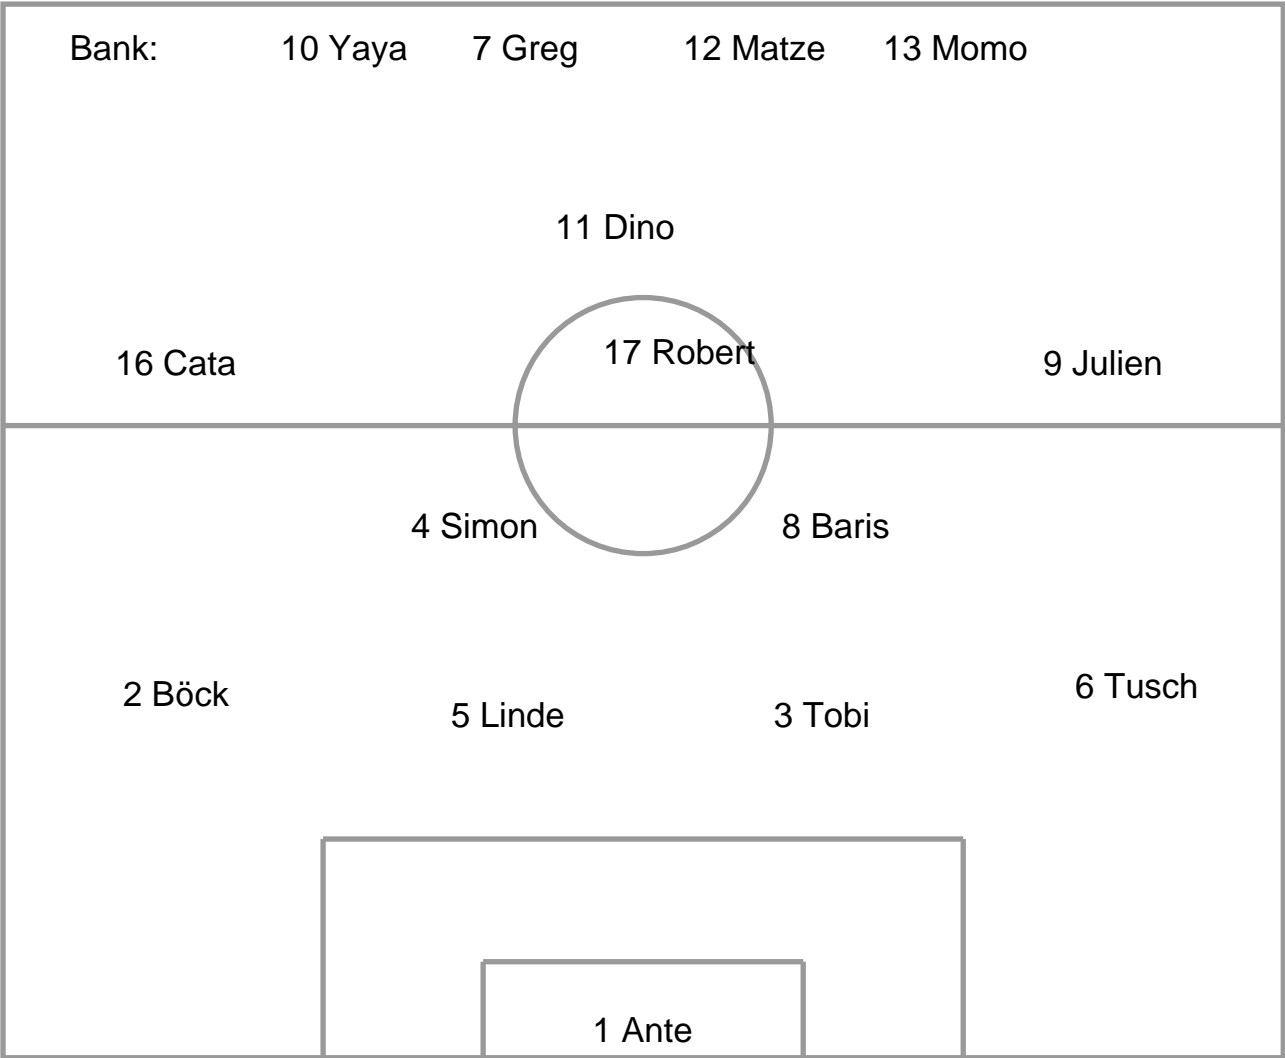 Bank: 10 Yaya 7 Greg 12 Matze 13 Momo
11 Dino
17 Robert
16 Cata 9 Julien
4 Simon 8 Baris
2 Böck 6 Tusch
5 Linde 3 Tobi
1 Ante